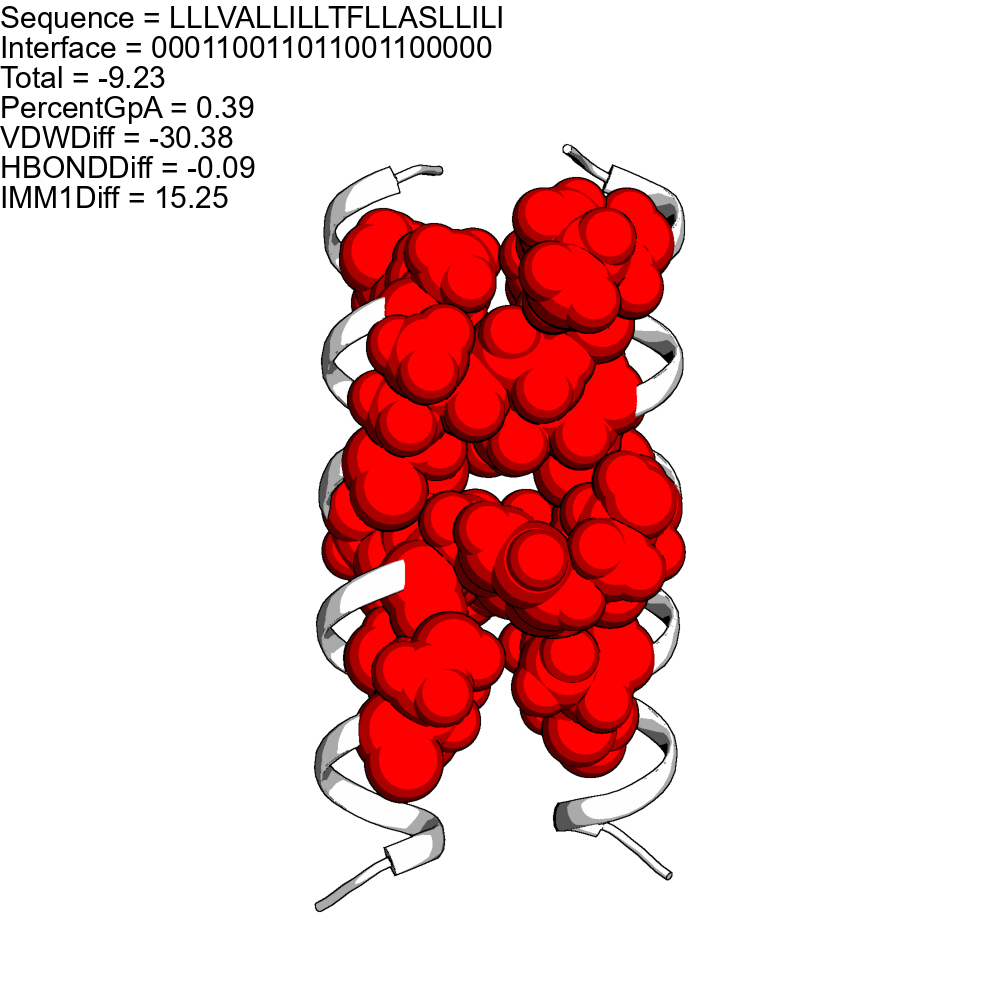 Sequence = LLLVALLILLTFLLASLLILI
Interface = 000110011011001100000
Total = -9.23
PercentGpA = 0.39
VDWDiff = -30.38
HBONDDiff = -0.09
IMM1Diff = 15.25